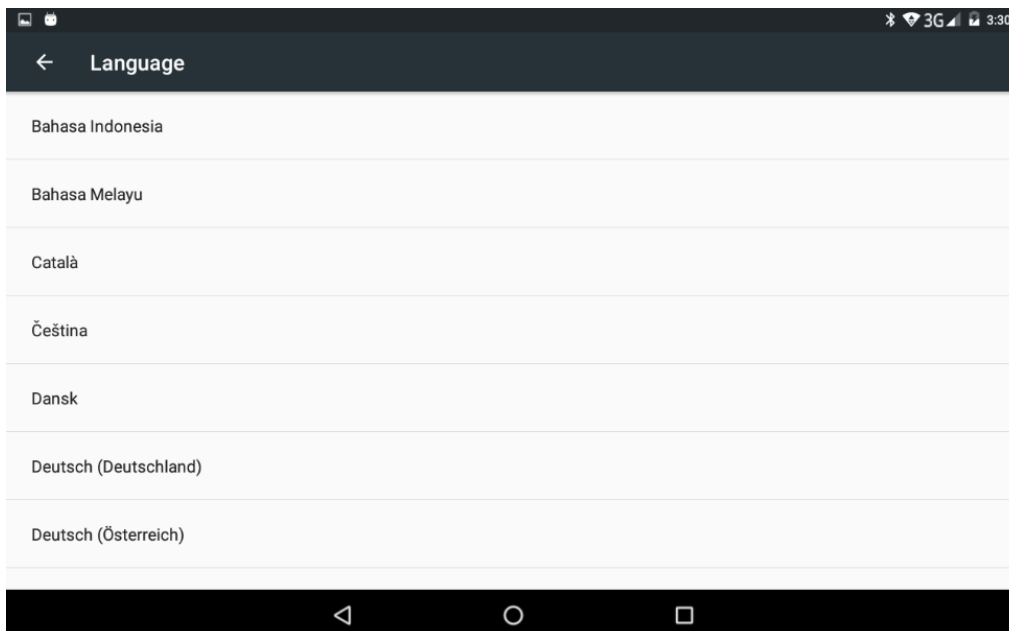 3G 3:30
Language
Bahasa Indonesia
Bahasa Melayu
Català
Čeština
Dansk
Deutsch (Deutschland)
Deutsch (Österreich)